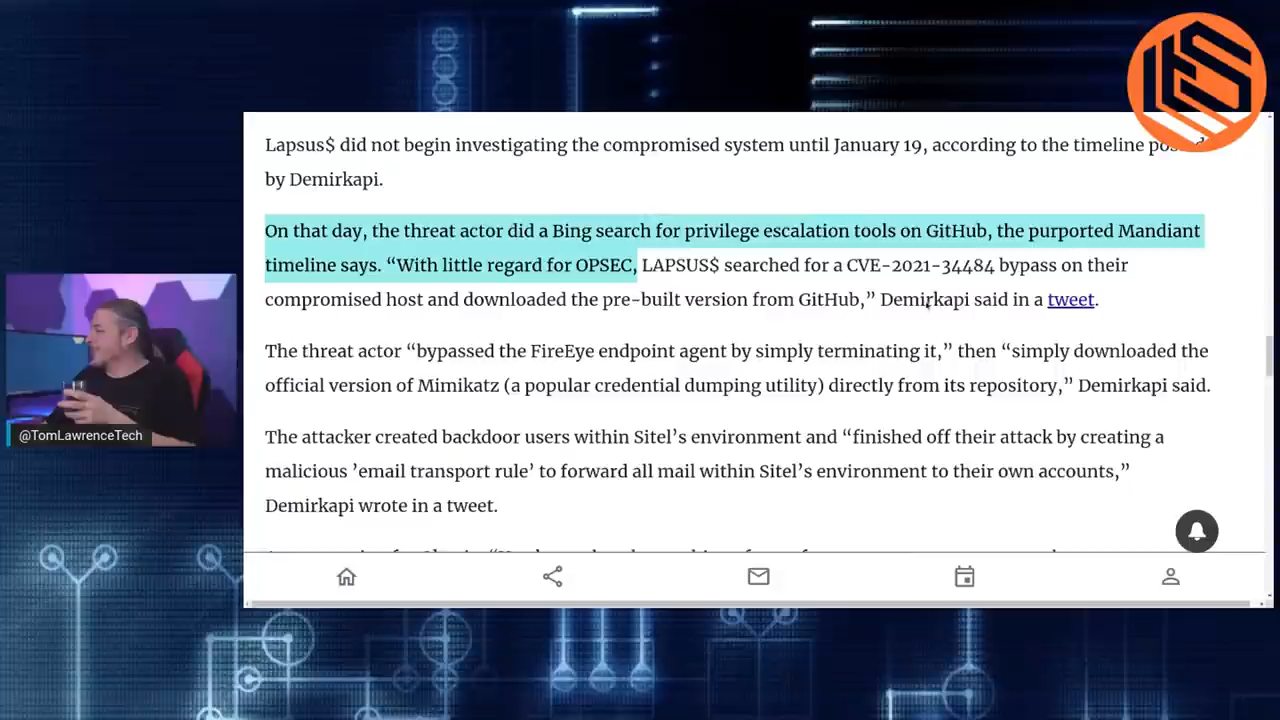 Lapsus$ did not begin investigating the compromised system until January 19, according to the timeline
by Demirkapi.
On that day, the threat actor did a Bing search for privilege escalation tools on GitHub, the purported Mandiant
timeline says. “With little regard for OPSEC, LAPSUS$ searched for a CVE-2021-34484 bypass on their
compromised host and downloaded the pre-built version from GitHub,” Demirkapi said in a tweet.
The threat actor “bypassed the FireEye endpoint agent by simply terminating it,” then “simply downloaded the
official version of Mimikatz (a popular credential dumping utility) directly from its repository,” Demirkapi said.
The attacker created backdoor users within Sitel’s environment and “finished off their attack by creating a
malicious ’email transport rule’ to forward all mail within Sitel’s environment to their own accounts,”
Demirkapi wrote in a tweet.
@TomLawrenceTech